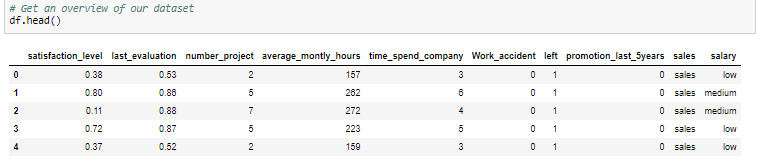 # Get an overview of our dataset
df.head()
satisfaction_level last_evaluation number_project average_montly_hours time_spend_company Work_accident left promotion_last_5years sales salary
0 0.38 0.53 2 157 3 0 1 0 sales low
1 0.80 0.86 5 262 6 0 1 0 sales medium
2 0.11 0.88 7 272 4 0 1 0 sales medium
3 0.72 0.87 5 223 5 0 1 0 sales low
4 0.37 0.52 2 159 3 0 1 0 sales low